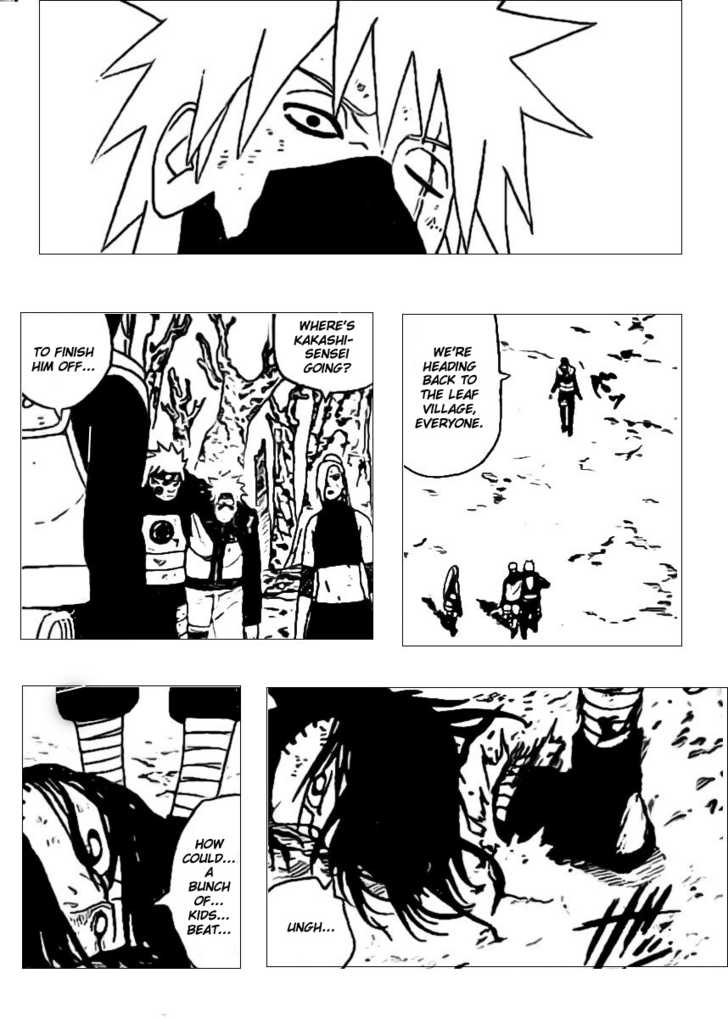 WE'RE
HEADING
BACK TO
THE LEAF
VILLAGE,
EVERYONE.
WHERE'S
KAKASHI-
SENSEI
GOING?
TO FINISH
HIM OFF...
UNGH...
HOW
COULD...
A
BUNCH
OF...
KIDS...
BEAT...